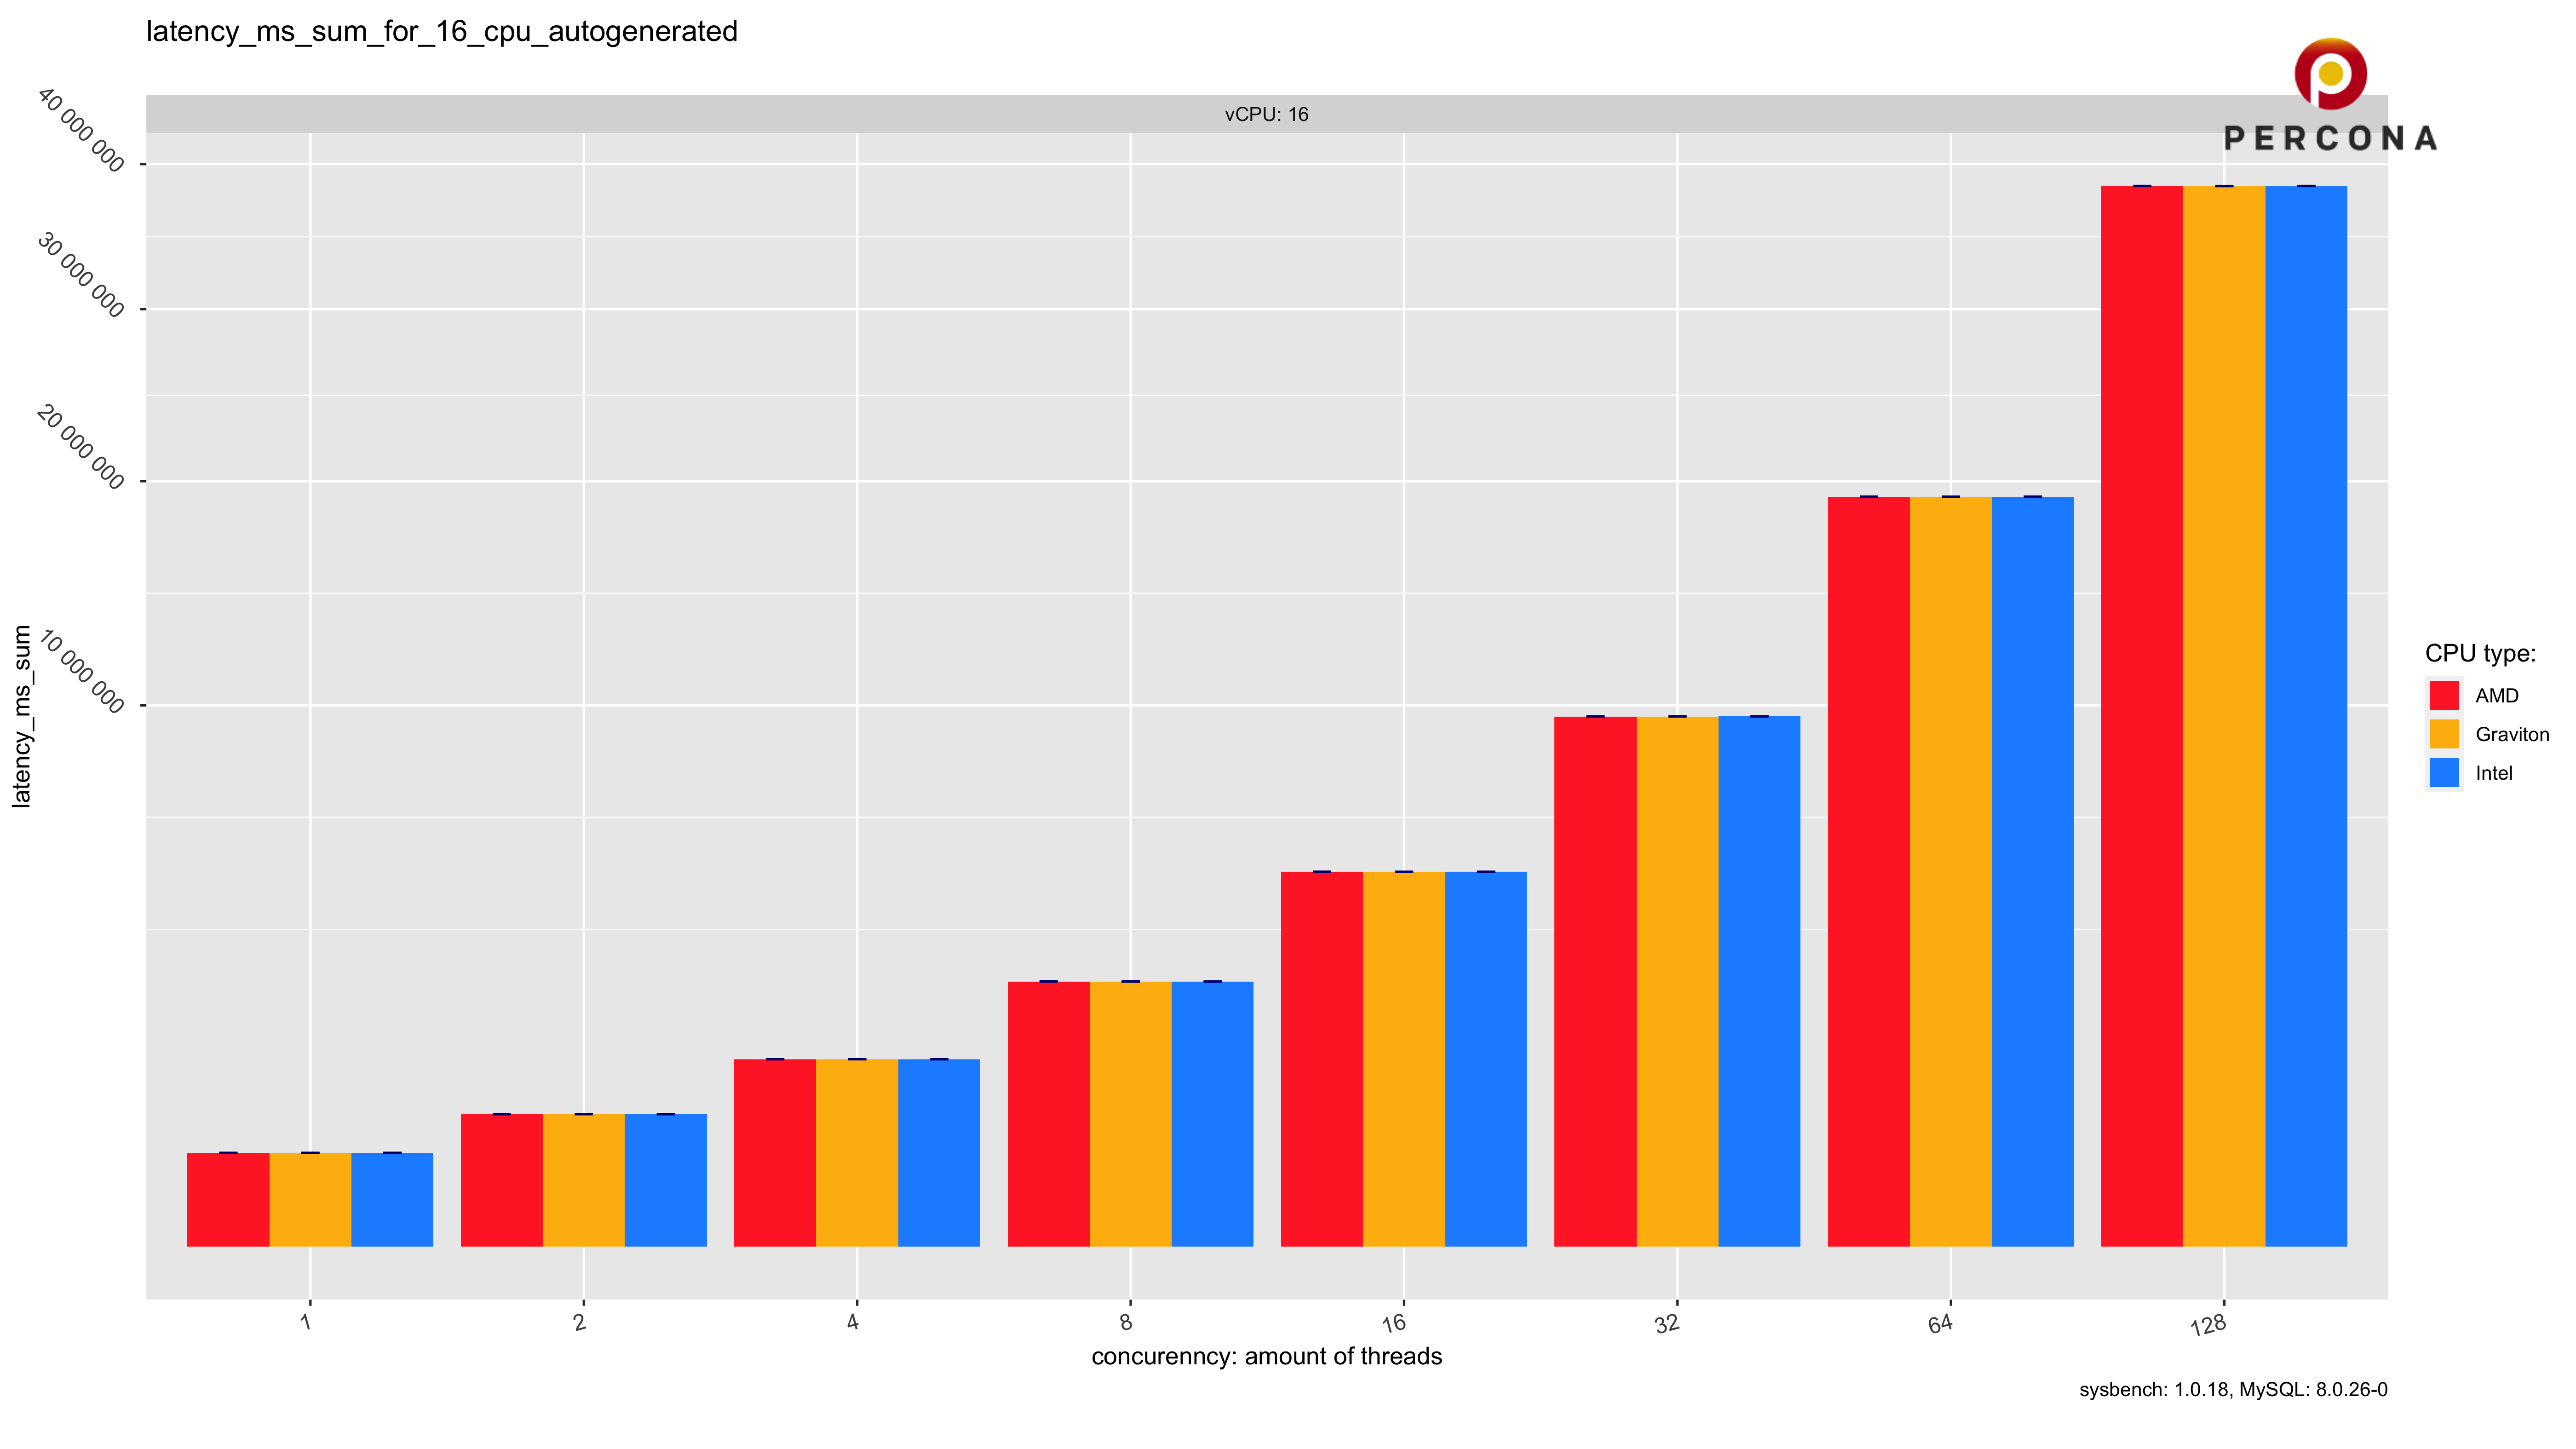 latency_ms_sum_for_16_cpu_autogenerated
PERCONA
vCPU: 16
40 000 000
30 000 000
20 000 000
10 000 000
latency_ms_sum
CPU type:
AMD
Graviton
Intel
1
2
4
8
16
32
64
128
concurenncy: amount of threads
sysbench: 1.0.18, MySQL: 8.0.26-0